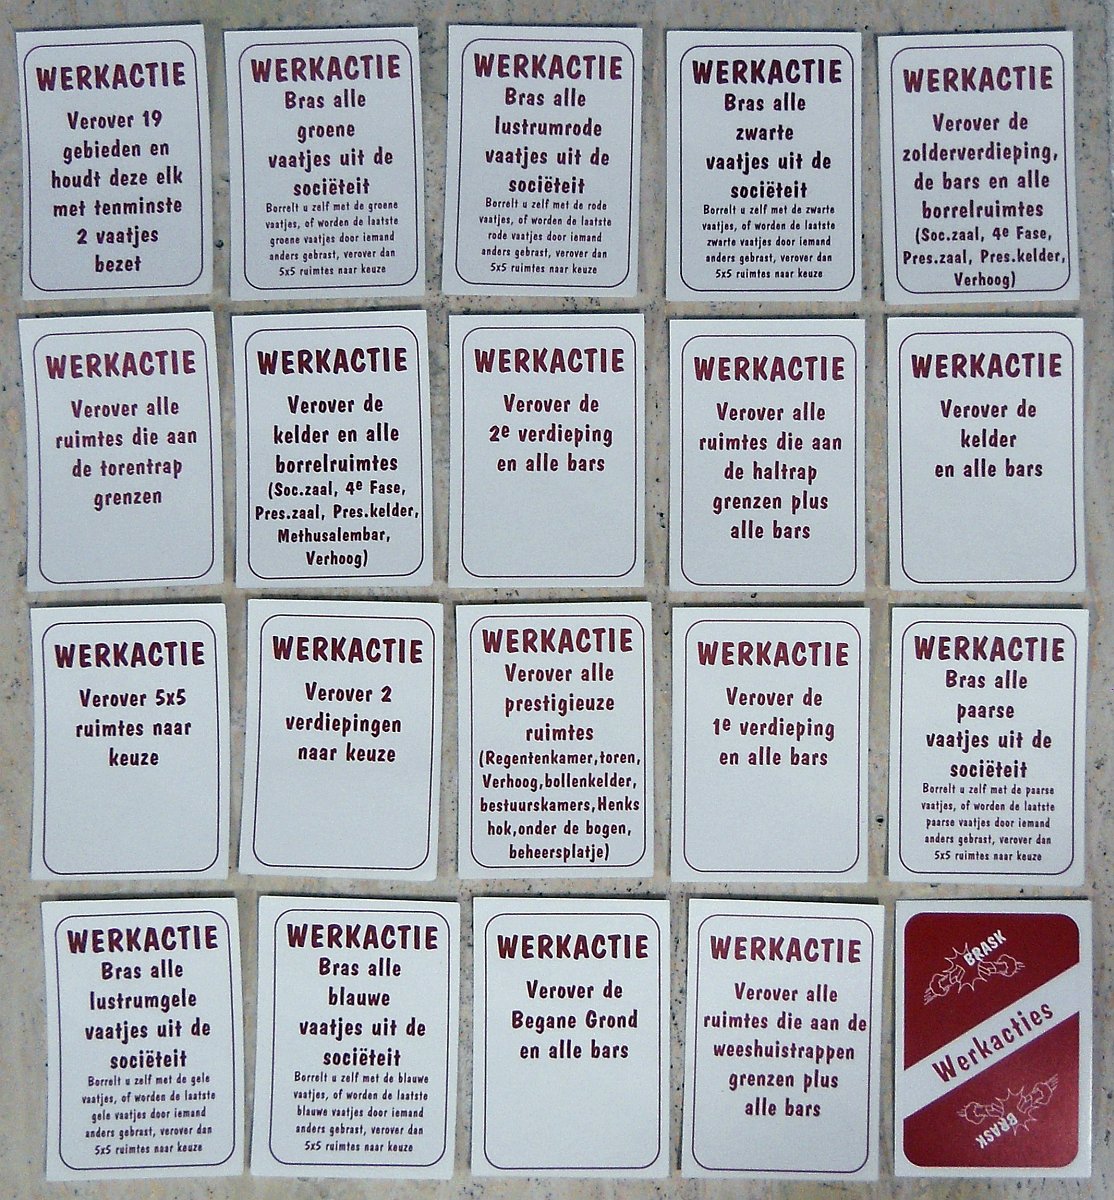 WERKACTIE
Verover 19
gebieden en
houdt deze elk
met tenminste
2 vaatjes
bezet
WERKACTIE
Bras alle
groene
vaatjes uit de
sociëteit
Borrelt u zelf met de groene
vaatjes, of worden de laatste
groene vaatjes door iemand
anders gebrast, verover dan
5x5 ruimtes naar keuze
WERKACTIE
Bras alle
lustrumrode
vaatjes uit de
sociëteit
Borrelt u zelf met de rode
vaatjes, of worden de laatste
rode vaatjes door iemand
anders gebrast, verover dan
5x5 ruimtes naar keuze
WERKACTIE
Bras alle
zwarte
vaatjes uit de
sociëteit
Borrelt u zelf met de zwarte
vaatjes, of worden de laatste
zwarte vaatjes door iemand
anders gebrast, verover dan
5x5 ruimtes naar keuze
WERKACTIE
Verover de
zolderverdieping,
de bars en alle
borrelruimtes
(Soc.zaal, 4e Fase,
Pres.zaal, Pres.kelder,
Verhoog)
WERKACTIE
Verover alle
ruimtes die aan
de torentrap
grenzen
WERKACTIE
Verover de
kelder en alle
borrelruimtes
(Soc.zaal, 4e Fase,
Pres.zaal, Pres.kelder,
Methusalembar,
Verhoog)
WERKACTIE
Verover de
2e verdieping
en alle bars
WERKACTIE
Verover alle
ruimtes die aan
de haltrap
grenzen plus
alle bars
WERKACTIE
Verover de
kelder
en alle bars
WERKACTIE
Verover 5x5
ruimtes naar
keuze
WERKACTIE
Verover 2
verdiepingen
naar keuze
WERKACTIE
Verover alle
prestigieuze
ruimtes
(Regentenkamer,toren,
Verhoog,bollenkelder,
bestuurskamers,Henks
hok,onder de bogen,
beheersplatje)
WERKACTIE
Verover de
1e verdieping
en alle bars
WERKACTIE
Bras alle
paarse
vaatjes uit de
sociëteit
Borrelt u zelf met de paarse
vaatjes, of worden de laatste
paarse vaatjes door iemand
anders gebrast, verover dan
5x5 ruimtes naar keuze
WERKACTIE
Bras alle
lustrumgele
vaatjes uit de
sociëteit
Borrelt u zelf met de gele
vaatjes, of worden de laatste
gele vaatjes door iemand
anders gebrast, verover dan
5x5 ruimtes naar keuze
WERKACTIE
Bras alle
blauwe
vaatjes uit de
sociëteit
Borrelt u zelf met de blauwe
vaatjes, of worden de laatste
blauwe vaatjes door iemand
anders gebrast, verover dan
5x5 ruimtes naar keuze
WERKACTIE
Verover de
Begane Grond
en alle bars
WERKACTIE
Verover alle
ruimtes die aan de
weeshuistrappen
grenzen plus
alle bars
BRASK
Werkacties
BRASK